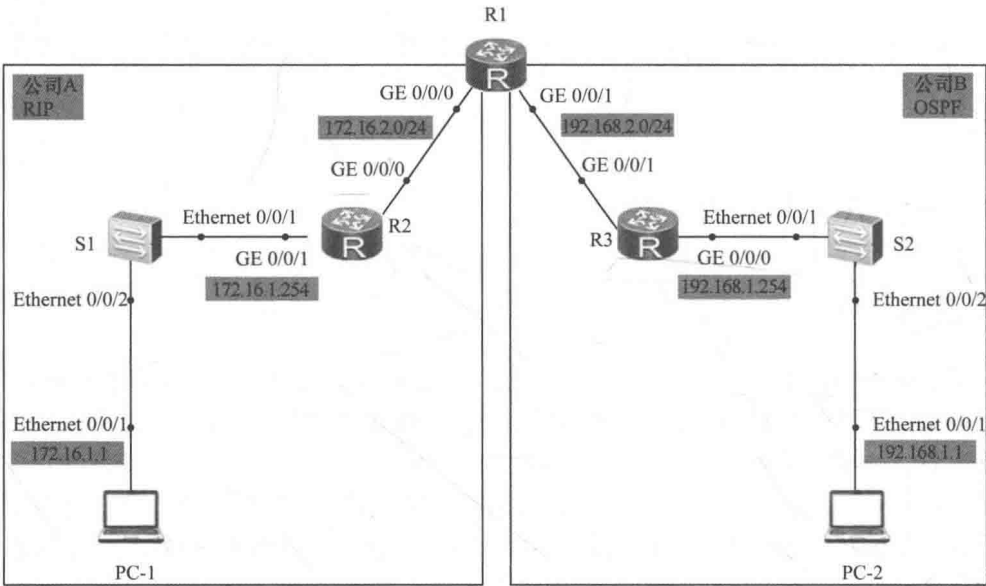 R1
公司A
RIP
公司B
OSPF
GE 0/0/0
GE 0/0/1
172.16.2.0/24
192.168.2.0/24
GE 0/0/0
GE 0/0/1
Ethernet 0/0/1
R2
S1
GE 0/0/1
172.16.1.254
R3
Ethernet 0/0/1
S2
GE 0/0/0
192.168.1.254
Ethernet 0/0/2
Ethernet 0/0/2
Ethernet 0/0/1
172.16.1.1
Ethernet 0/0/1
192.168.1.1
PC-1
PC-2
R
R
R